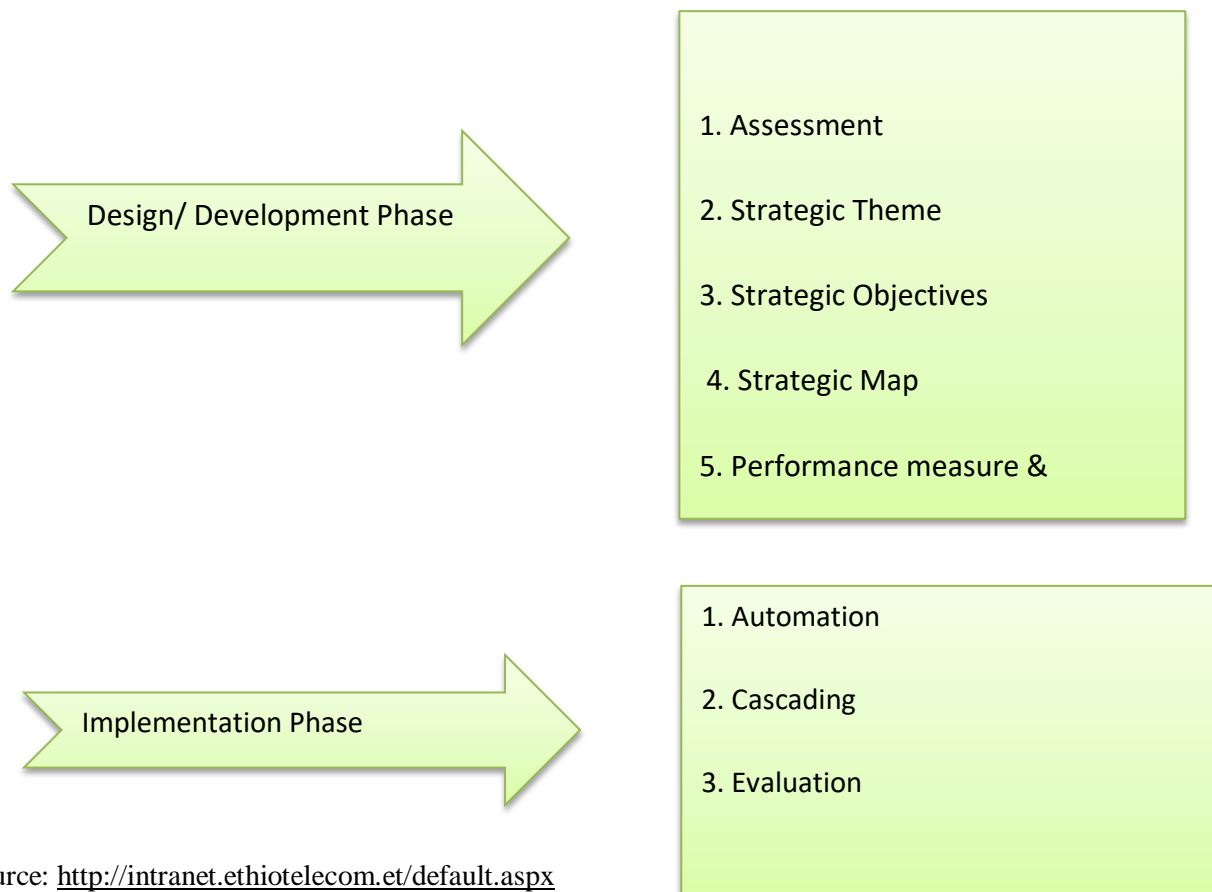 Design/ Development Phase
1. Assessment
2. Strategic Theme
3. Strategic Objectives
4. Strategic Map
5. Performance measure &
Implementation Phase
1. Automation
2. Cascading
3. Evaluation
urce: http://intranet.ethiotelecom.et/default.aspx